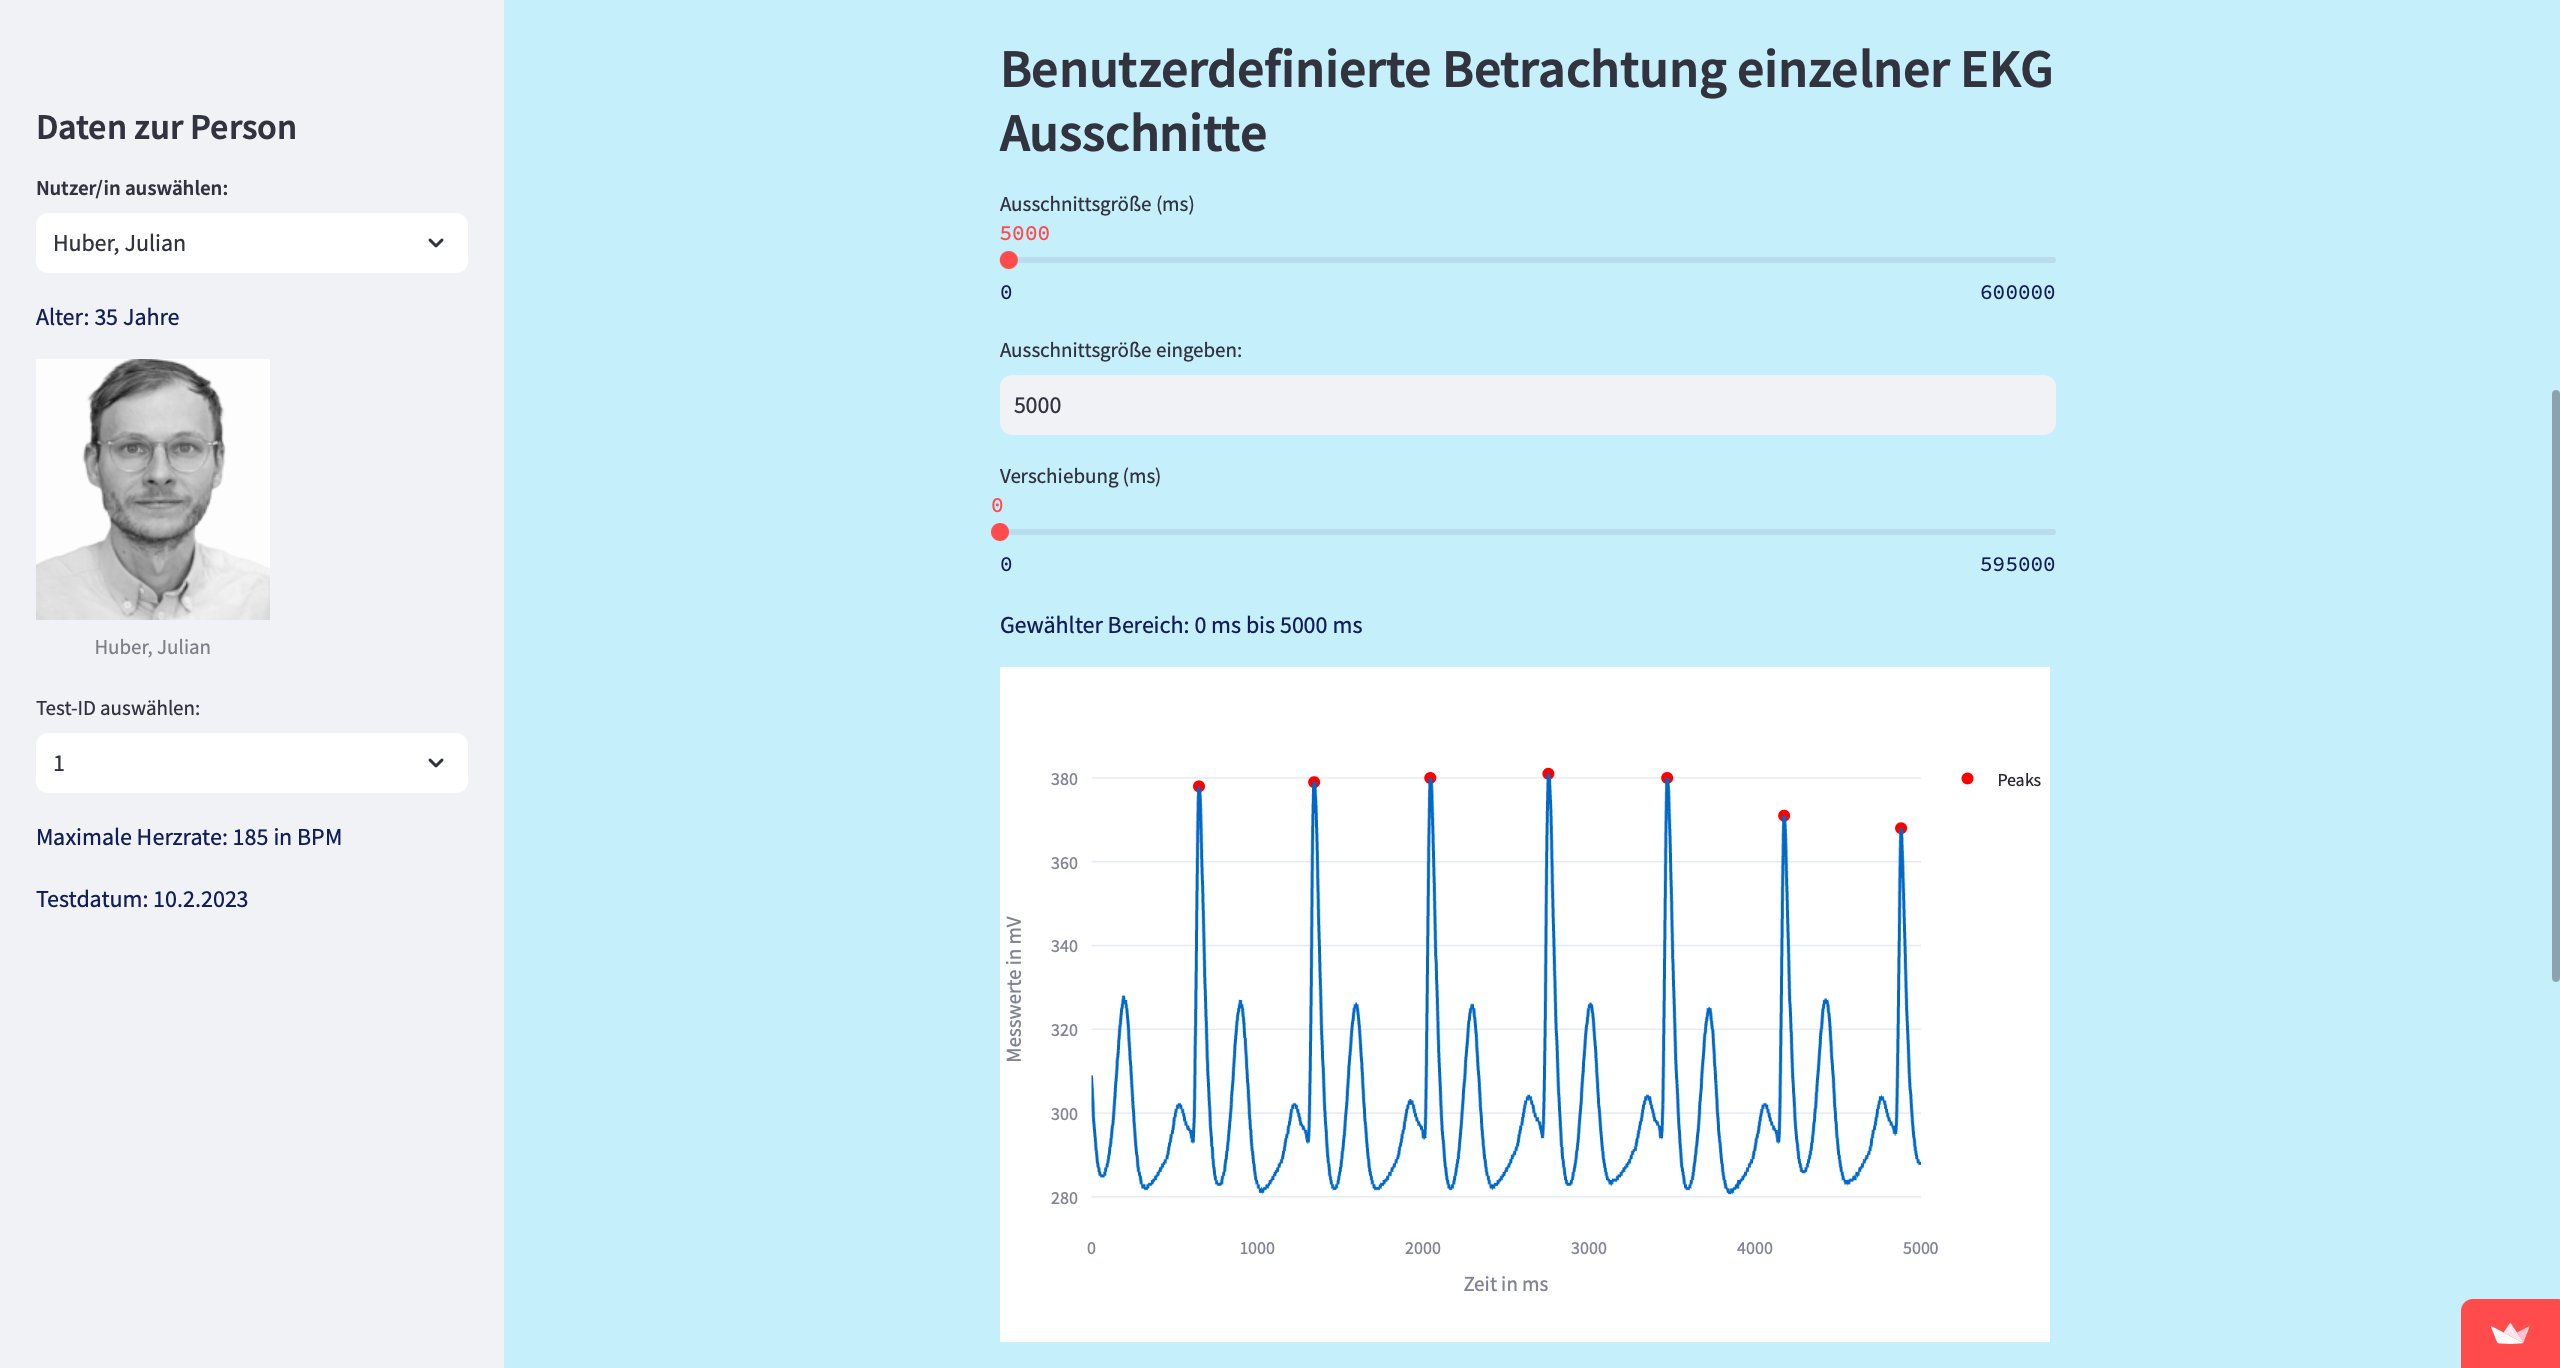 Daten zur Person
Nutzer/in auswählen:
Huber, Julian
Alter: 35 Jahre
Huber, Julian
Test-ID auswählen:
1
Maximale Herzrate: 185 in BPM
Testdatum: 10.2.2023
Benutzerdefinierte Betrachtung einzelner EKG
Ausschnitte
Ausschnittsgröße (ms)
5000
0 600000
Ausschnittsgröße eingeben:
5000
Verschiebung (ms)
0
0 595000
Gewählter Bereich: 0 ms bis 5000 ms
Peaks
Messwerte in mV
380
360
340
320
300
280
0 1000 2000 3000 4000 5000
Zeit in ms